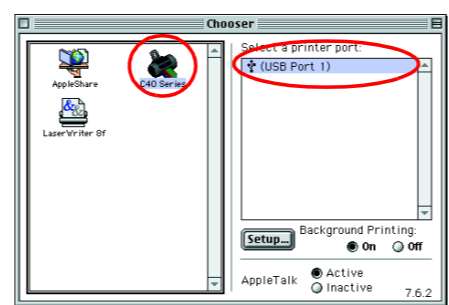 Chooser
Select a printer port:
(USB Port 1)
AppleShare
C40 Series
LaserWriter 8f
Setup...
Background Printing:
On Off
AppleTalk
Active
Inactive
7.6.2